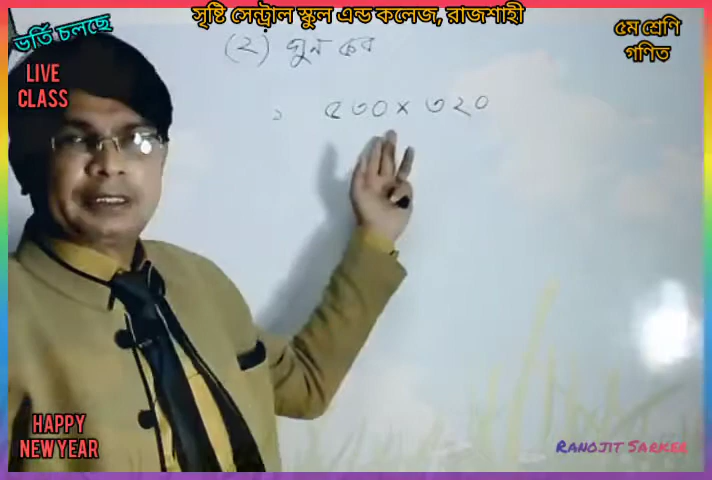 সৃষ্টি সেন্ট্রাল স্কুল এন্ড কলেজ, রাজশাহী
ভর্তি চলছে
LIVE
CLASS
৫ম শ্রেণি
গণিত
(২) গুন কর
১ ৫৩০ × ৩২০
HAPPY
NEW YEAR
RANOJIT SARKER